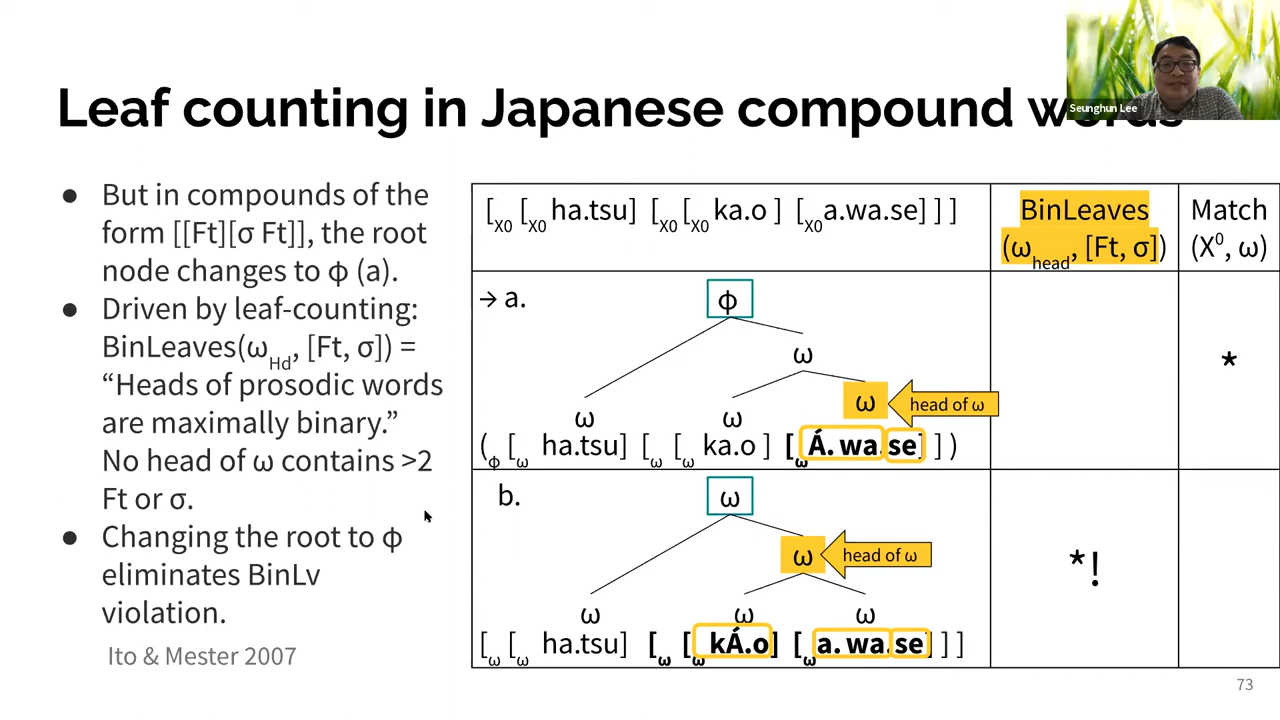 Seunghun Lee
Leaf counting in Japanese compound words
● But in compounds of the
form [[Ft][σ Ft]], the root
node changes to φ (a).
● Driven by leaf-counting:
BinLeaves(ωHd, [Ft, σ]) =
“Heads of prosodic words
are maximally binary.”
No head of ω contains >2
Ft or σ.
● Changing the root to φ
eliminates BinLv
violation.
Ito & Mester 2007
[X0 [X0 ha.tsu] [X0 [X0 ka.o ] [X0 a.wa.se] ] ]
BinLeaves
(ωhead, [Ft, σ])
Match
(X0, ω)
→ a.
φ
ω
ω
head of ω
ω
ω
(φ [ω ha.tsu] [ω [ω ka.o ] [ω Á. wa.se] ] )
*
b.
ω
ω
head of ω
ω
ω
ω
[ω [ω ha.tsu] [ω [ω kÁ.o] [ω a. wa.se] ] ]
*!
73